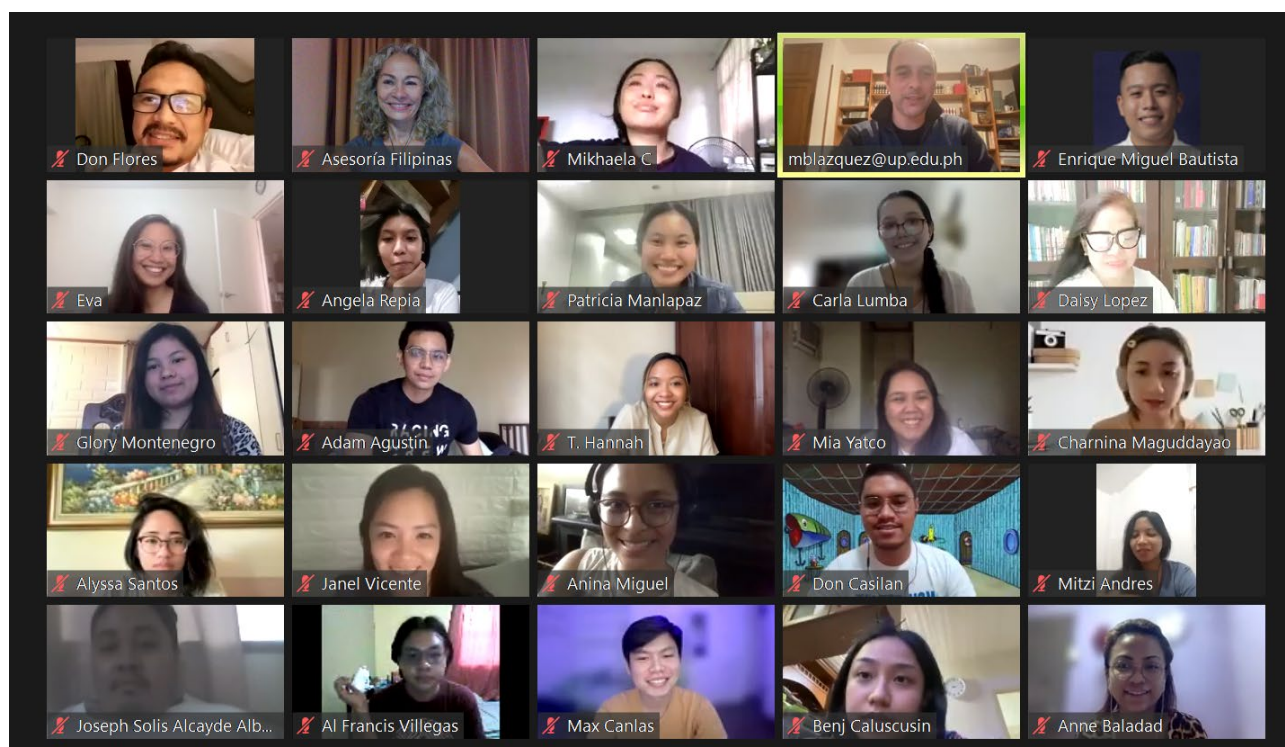 Don Flores
Asesoría Filipinas
Mikhaela C
mblazquez@up.edu.ph
Enrique Miguel Bautista
Eva
Angela Repia
Patricia Manlapaz
Carla Lumba
Daisy Lopez
Glory Montenegro
Adam Agustin
T. Hannah
Mia Yatco
Charnina Maguddayao
Alyssa Santos
Janel Vicente
Anina Miguel
Don Casilan
Mitzi Andres
Joseph Solis Alcayde Alb...
Al Francis Villegas
Max Canlas
Benj Caluscusin
Anne Baladad